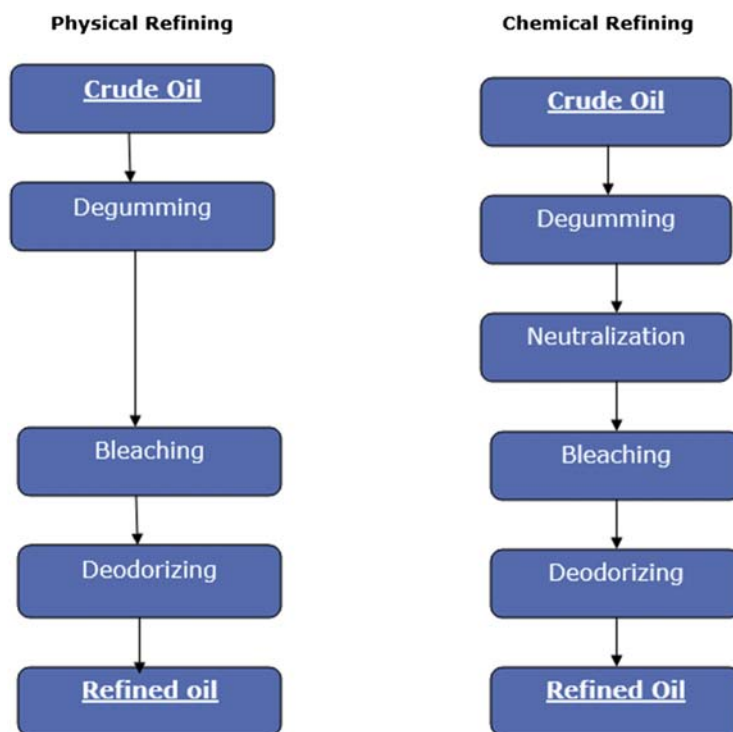 Physical Refining
Crude Oil
Degumming
Bleaching
Deodorizing
Refined oil
Chemical Refining
Crude Oil
Degumming
Neutralization
Bleaching
Deodorizing
Refined Oil